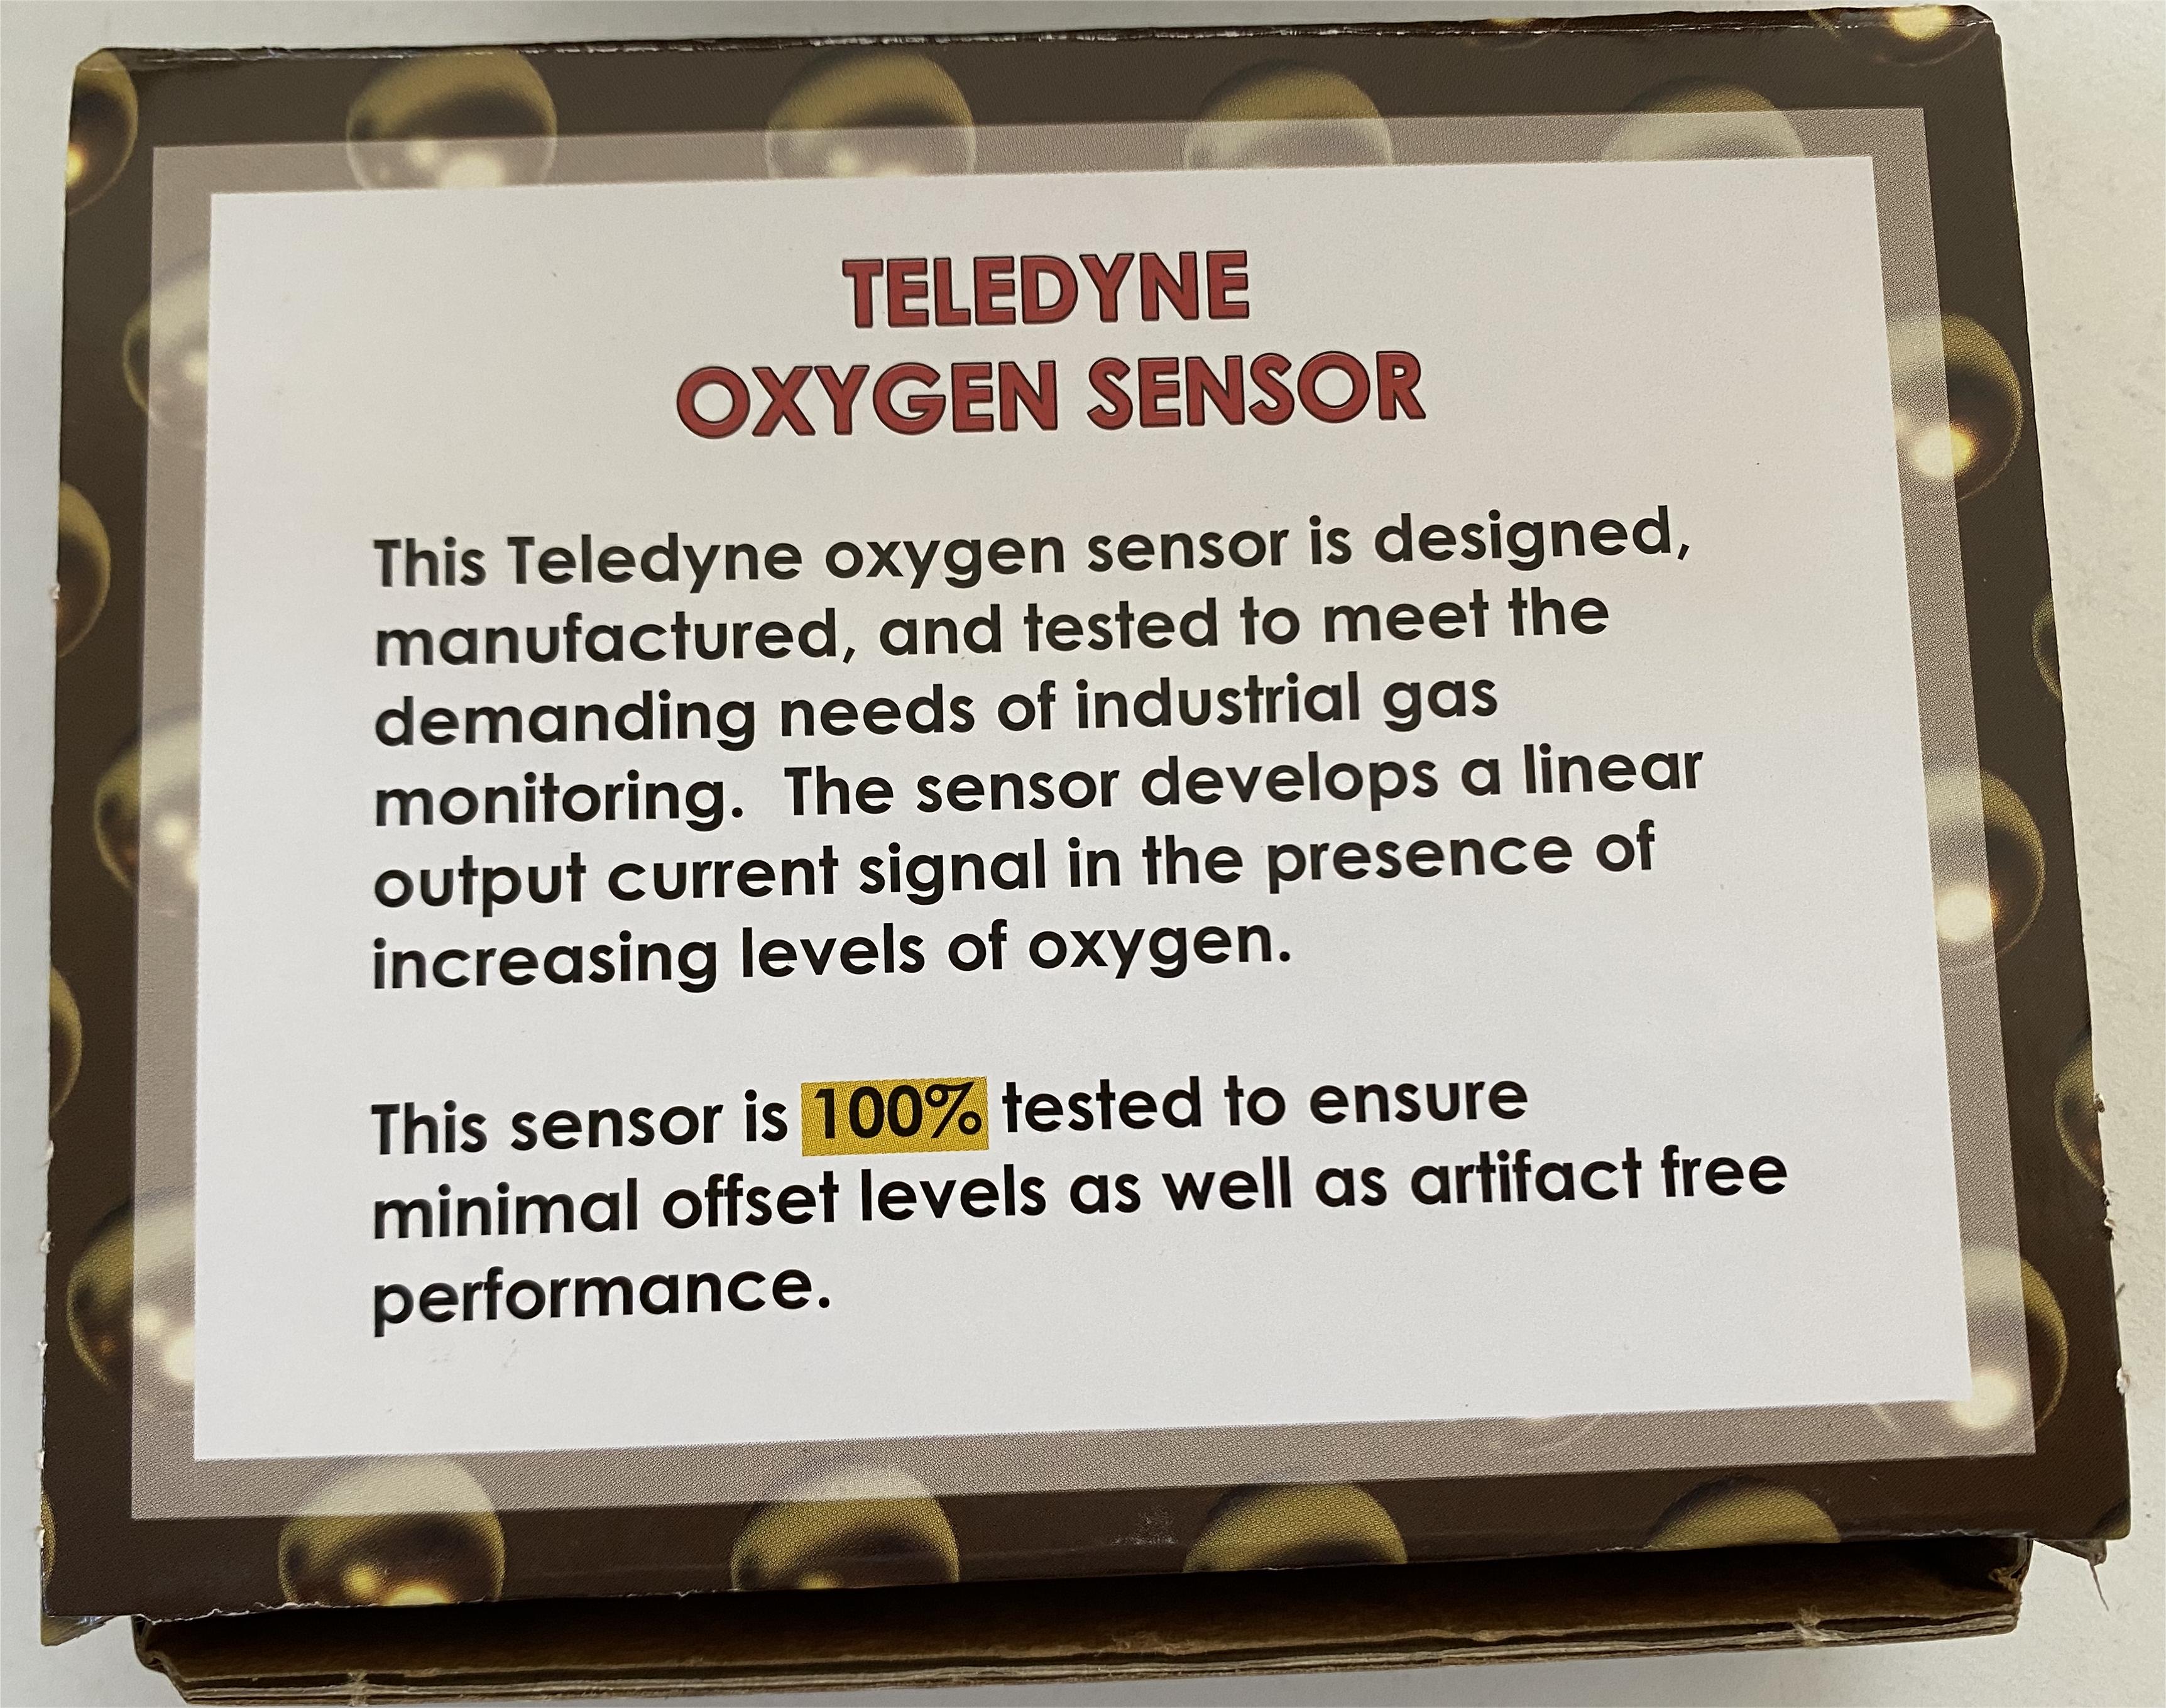 TELEDYNE
OXYGEN SENSOR
This Teledyne oxygen sensor is designed,
manufactured, and tested to meet the
demanding needs of industrial gas
monitoring.  The sensor develops a linear
output current signal in the presence of
increasing levels of oxygen.
This sensor is 100% tested to ensure
minimal offset levels as well as artifact free
performance.